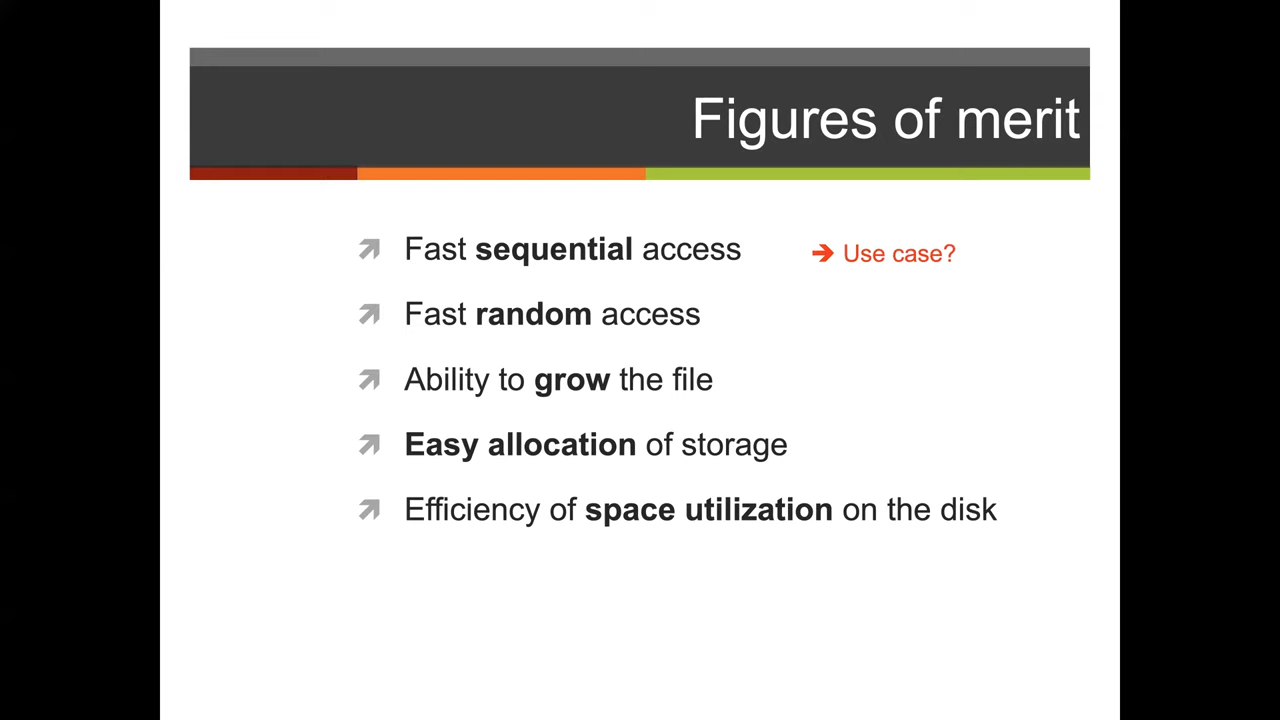 Figures of merit
Fast sequential access
➔ Use case?
Fast random access
Ability to grow the file
Easy allocation of storage
Efficiency of space utilization on the disk